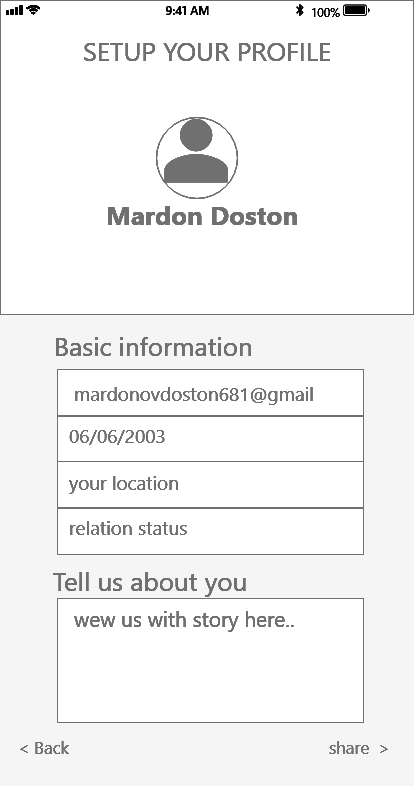 9:41 AM 100%
SETUP YOUR PROFILE
Mardon Doston
Basic information
mardonovdoston681@gmail
06/06/2003
your location
relation status
Tell us about you
wew us with story here..
< Back share >